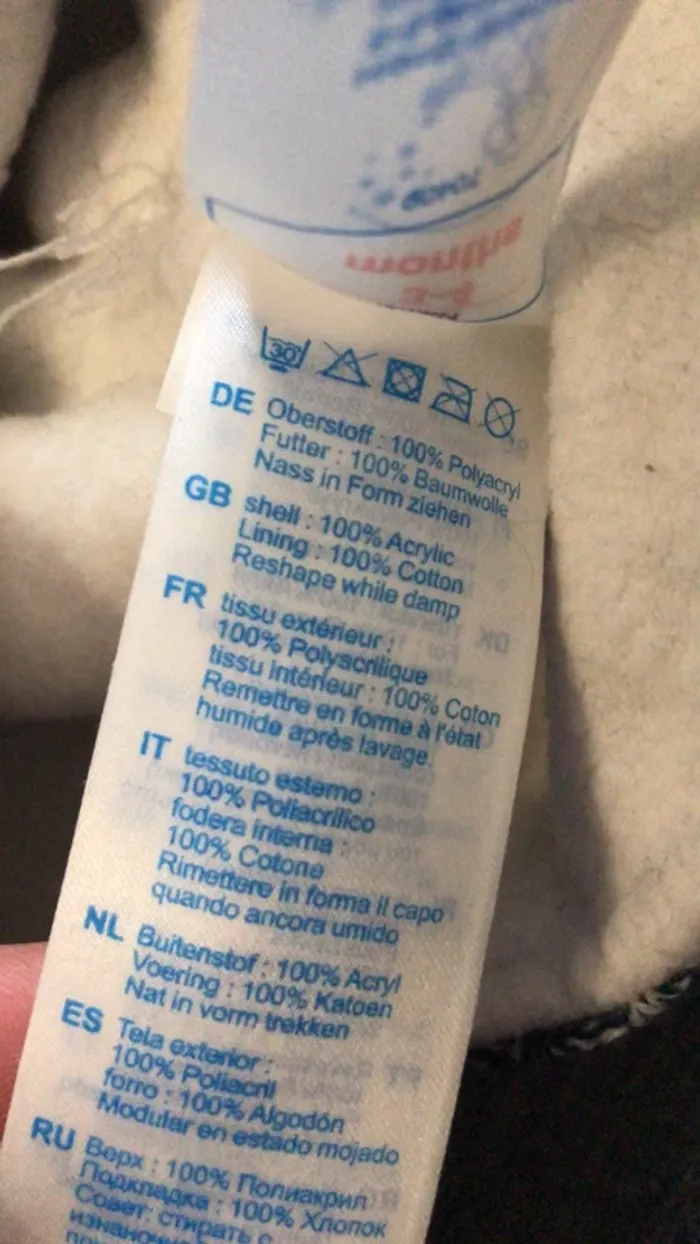 months
30
DE Oberstoff : 100% Polyacryl
Futter : 100% Baumwolle
Nass in Form ziehen
GB shell : 100% Acrylic
Lining : 100% Cotton
Reshape while damp
FR tissu extérieur :
100% Polyacrilique
tissu intérieur : 100% Coton
Remettre en forme à l'état
humide après lavage.
IT tessuto esterno :
100% Poliacrilico
fodera interna :
100% Cotone
Rimettere in forma il capo
quando ancora umido
NL Buitenstof : 100% Acryl
Voering : 100% Katoen
Nat in vorm trekken
ES Tela exterior :
100% Poliacril
forro : 100% Algodón
Modular en estado mojado
RU Верх : 100% Полиакрил
Подкладка : 100% Хлопок
Совет: стирать с